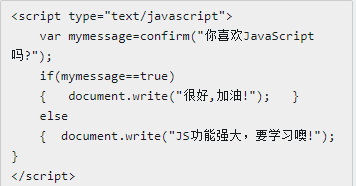 <script type="text/javascript">
    var mymessage=confirm("你喜欢JavaScript
吗?");
    if(mymessage==true)
    {   document.write("很好,加油!");   }
    else
    {  document.write("JS功能强大，要学习噢!");
}
</script>